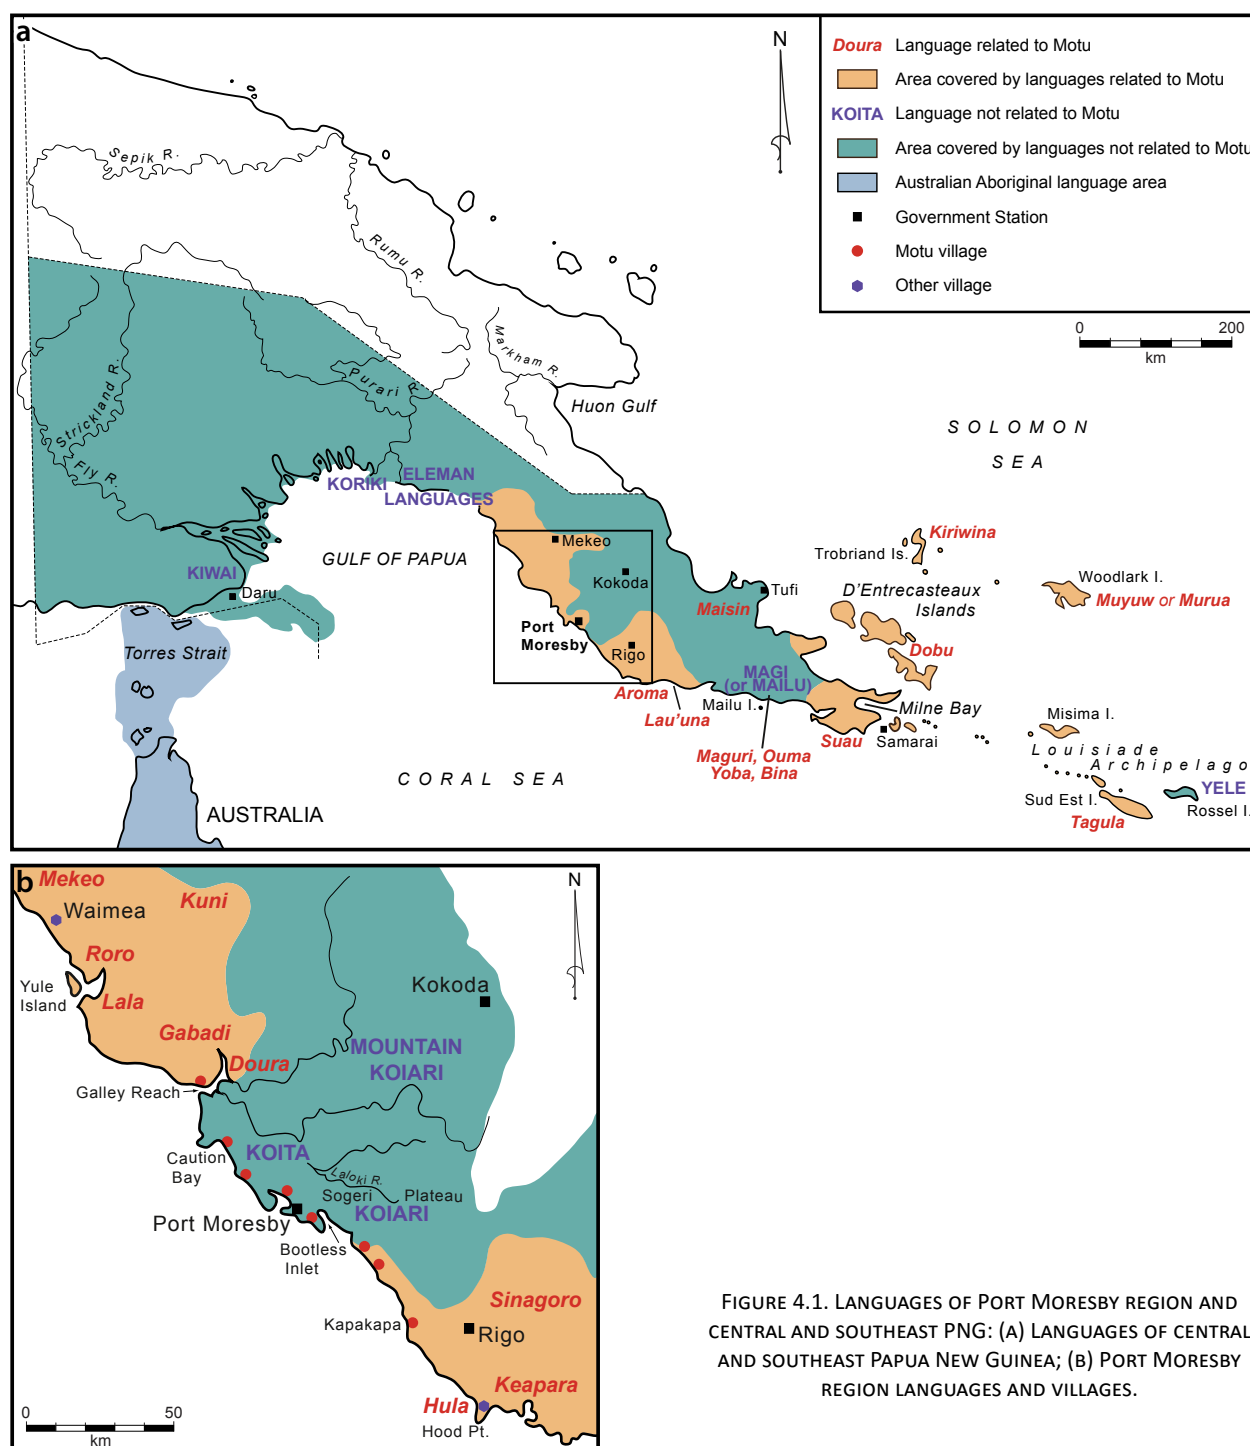 a
N
Doura Language related to Motu
Area covered by languages related to Motu
KOITA Language not related to Motu
Area covered by languages not related to Motu
Australian Aboriginal language area
Government Station
Motu village
Other village
0 200
km
Sepik R.
Rumu R.
Markham R.
Purari R
Strickland R.
Fly R.
Huon Gulf
SOLOMON
SEA
ELEMAN
LANGUAGES
KORIKI
GULF OF PAPUA
KIWAI
Daru
Mekeo
Kokoda
Port
Moresby
Rigo
Tufi
Maisin
Trobriand Is.
Kiriwina
D'Entrecasteaux
Islands
Woodlark I.
Muyuw or Murua
Dobu
Torres Strait
MAGI
(or MAILU)
Aroma
Lau'una
Mailu I.
Milne Bay
Suau
Samarai
Maguri, Ouma
Yoba, Bina
Misima I.
Louisiade
Archipelago
YELE
Sud Est I.
Rossel I.
Tagula
CORAL SEA
AUSTRALIA
b
N
Mekeo
Waimea
Kuni
Roro
Yule
Island
Lala
Kokoda
Gabadi
Doura
MOUNTAIN
KOIARI
Galley Reach
KOITA
Caution
Bay
Laloki R.
Sogeri Plateau
KOIARI
Port Moresby
Bootless
Inlet
Sinagoro
Kapakapa
Rigo
Keapara
Hula
Hood Pt.
0 50
km
FIGURE 4.1. LANGUAGES OF PORT MORESBY REGION AND
CENTRAL AND SOUTHEAST PNG: (A) LANGUAGES OF CENTRAL
AND SOUTHEAST PAPUA NEW GUINEA; (B) PORT MORESBY
REGION LANGUAGES AND VILLAGES.